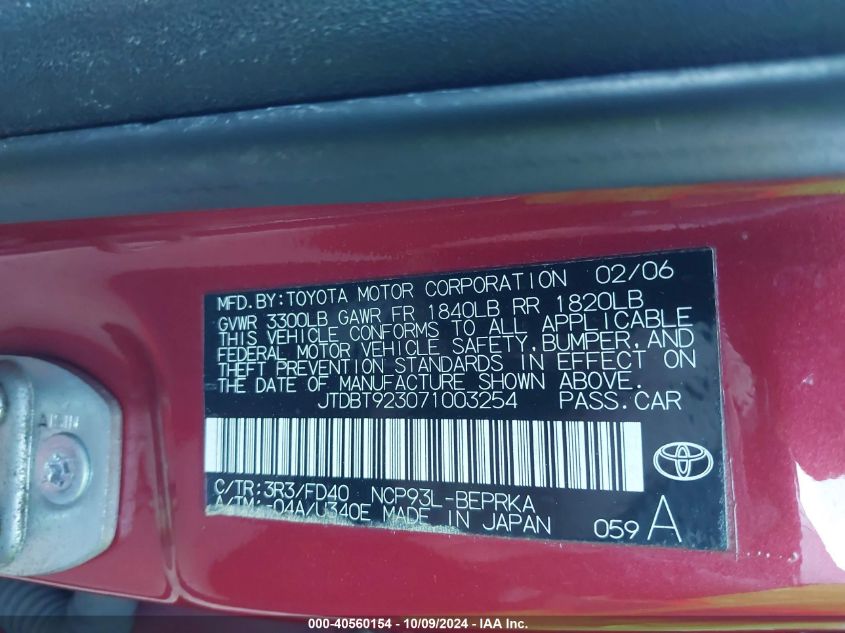 MFD. BY: TOYOTA MOTOR CORPORATION 02/06
GVWR 3300LB GAWR FR 1840LB RR 1820LB
THIS VEHICLE CONFORMS TO ALL APPLICABLE
FEDERAL MOTOR VEHICLE SAFETY, BUMPER, AND
THEFT PREVENTION STANDARDS IN EFFECT ON
THE DATE OF MANUFACTURE SHOWN ABOVE.
JTDBT923071003254 PASS. CAR
C/TR: 3R3/FD40 NCP93L-BEPRKA
A/TM: -04A/U340E MADE IN JAPAN
059 A
000-40560154 - 10/09/2024 - IAA Inc.